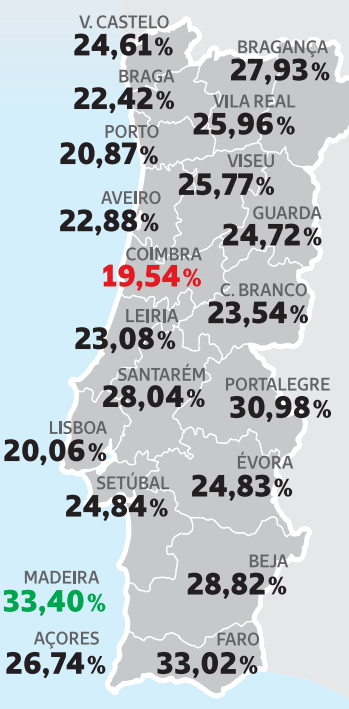 V. CASTELO
24,61%
BRAGANÇA
27,93%
BRAGA
22,42%
VILA REAL
25,96%
PORTO
20,87%
VISEU
25,77%
AVEIRO
22,88%
GUARDA
24,72%
COIMBRA
19,54%
C. BRANCO
23,54%
LEIRIA
23,08%
SANTARÉM
28,04%
PORTALEGRE
30,98%
LISBOA
20,06%
ÉVORA
24,83%
SETÚBAL
24,84%
BEJA
28,82%
MADEIRA
33,40%
AÇORES
26,74%
FARO
33,02%